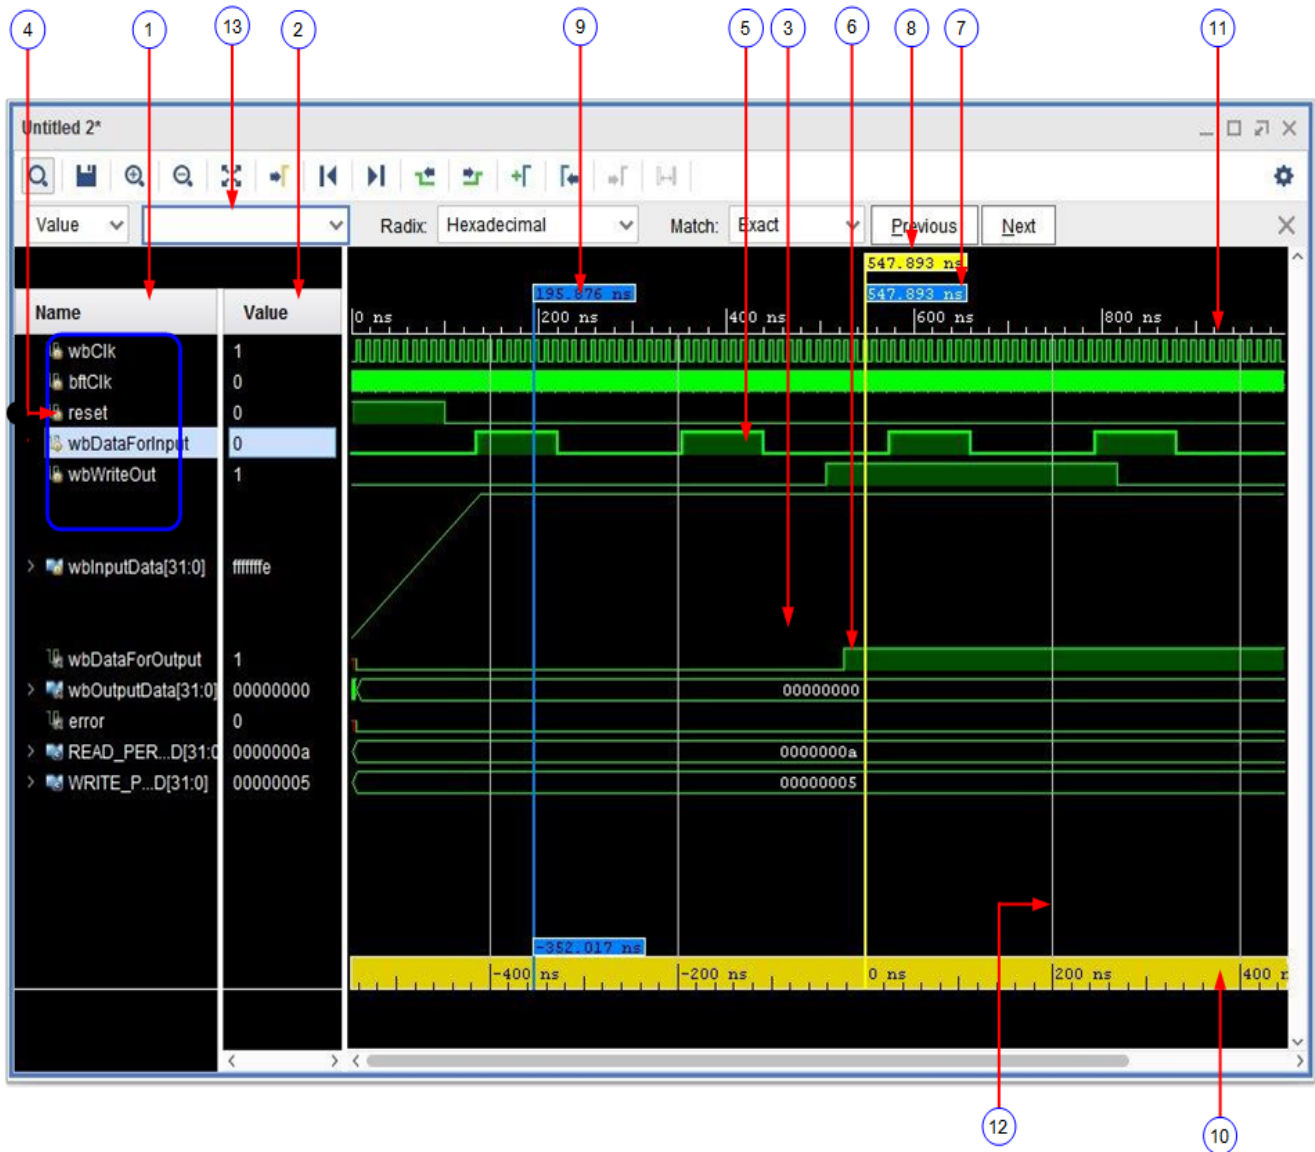 4 1 13 2 9 5 3 6 8 7 11
Untitled 2*
Value Radix: Hexadecimal Match: Exact Previous Next
547.893 ns
195.876 ns 547.893 ns
Name Value 0 ns 200 ns 400 ns 600 ns 800 ns
wbClk 1
bftClk 0
reset 0
wbDataForInput 0
wbWriteOut 1
wbInputData[31:0] fffffffe
wbDataForOutput 1
wbOutputData[31:0] 00000000 00000000
error 0
READ_PER...D[31:0 0000000a 0000000a
WRITE_P...D[31:0] 00000005 00000005
-352.017 ns
-400 ns -200 ns 0 ns 200 ns 400 n
12 10